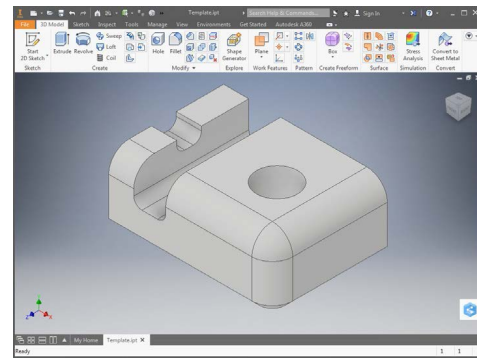 Template.ipt
Search Help & Commands...
Sign In
File
3D Model
Sketch
Inspect
Tools
Manage
View
Environments
Get Started
Autodesk A360
Start
2D Sketch
Extrude
Revolve
Sweep
Loft
Coil
Hole
Fillet
Shape
Generator
Plane
Box
Stress
Analysis
Convert to
Sheet Metal
Sketch
Create
Modify
Explore
Work Features
Pattern
Create Freeform
Surface
Simulation
Convert
My Home
Template.ipt
Ready
1
1